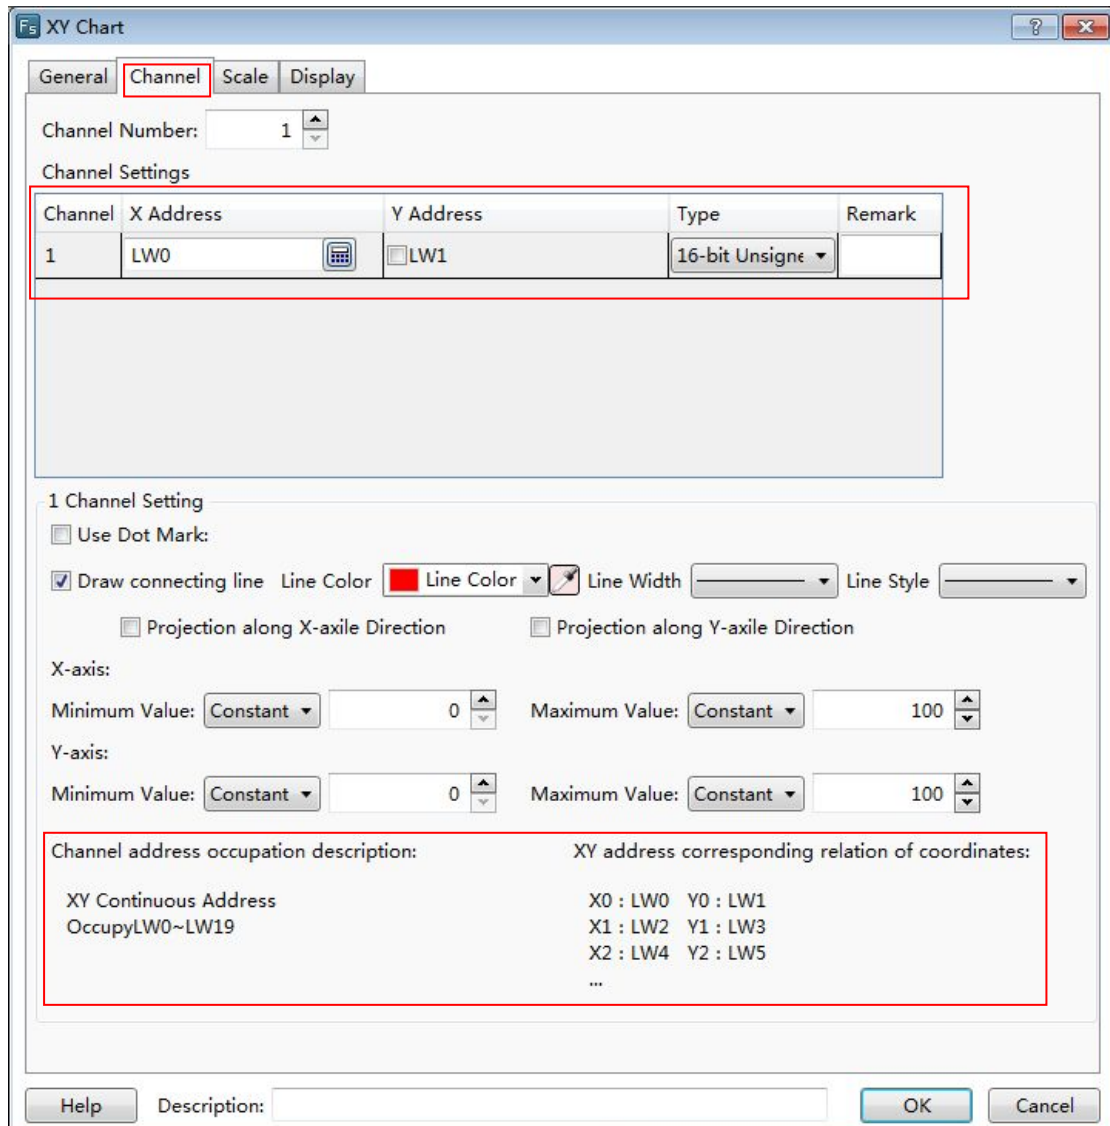 Fs XY Chart
General Channel Scale Display
Channel Number: 1
Channel Settings
Channel X Address Y Address Type Remark
1 LW0 LW1 16-bit Unsigne
1 Channel Setting
Use Dot Mark:
Draw connecting line Line Color Line Color Line Width Line Style
Projection along X-axile Direction Projection along Y-axile Direction
X-axis:
Minimum Value: Constant 0 Maximum Value: Constant 100
Y-axis:
Minimum Value: Constant 0 Maximum Value: Constant 100
Channel address occupation description: XY address corresponding relation of coordinates:
XY Continuous Address X0 : LW0 Y0 : LW1
OccupyLW0~LW19 X1 : LW2 Y1 : LW3
X2 : LW4 Y2 : LW5
...
Help Description: OK Cancel